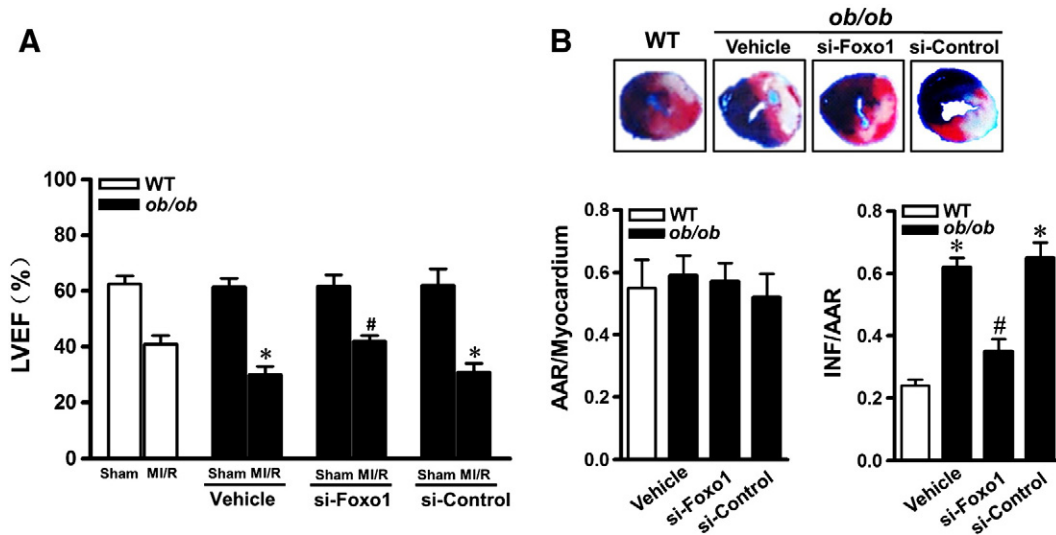 A
100
80
60
40
20
0
LVEF (%)
WT
ob/ob
*
#
*
Sham MI/R Sham MI/R Sham MI/R Sham MI/R
Vehicle si-Foxo1 si-Control
B
ob/ob
WT Vehicle si-Foxo1 si-Control
0.8
0.6
0.4
0.2
0.0
AAR/Myocardium
WT
ob/ob
Vehicle
si-Foxo1
si-Control
0.8
0.6
0.4
0.2
0.0
INF/AAR
WT
ob/ob
*
#
*
Vehicle
si-Foxo1
si-Control